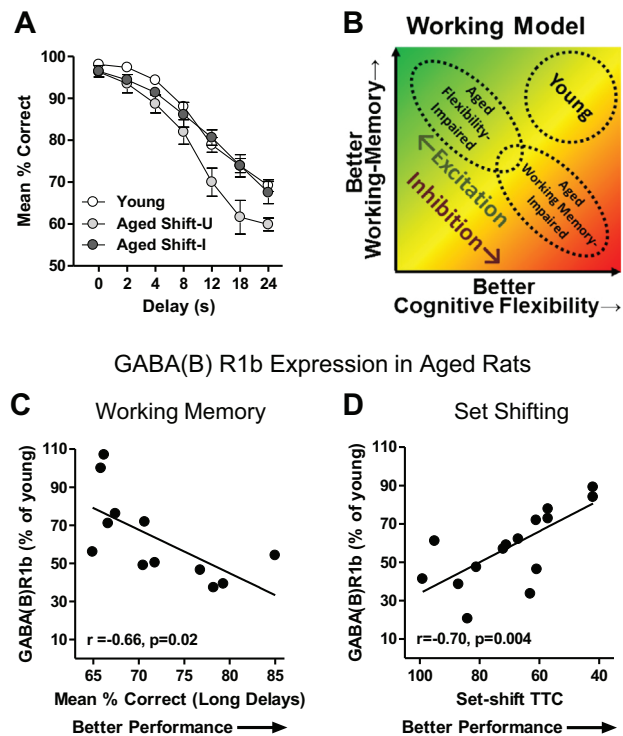 A
Mean % Correct
100
90
80
70
60
50
Young
Aged Shift-U
Aged Shift-I
0 2 4 8 12 18 24
Delay (s)
B
Working Model
Better
Working-Memory→
Aged
Flexibility-
Impaired
Young
Excitation
Inhibition
Aged
Working Memory-
Impaired
Better
Cognitive Flexibility→
GABA(B) R1b Expression in Aged Rats
C
Working Memory
GABA(B)R1b (% of young)
110
90
70
50
30
10
r =-0.66, p=0.02
65 70 75 80 85
Mean % Correct (Long Delays)
Better Performance
D
Set Shifting
GABA(B)R1b (% of young)
110
90
70
50
30
10
r=-0.70, p=0.004
100 80 60 40
Set-shift TTC
Better Performance